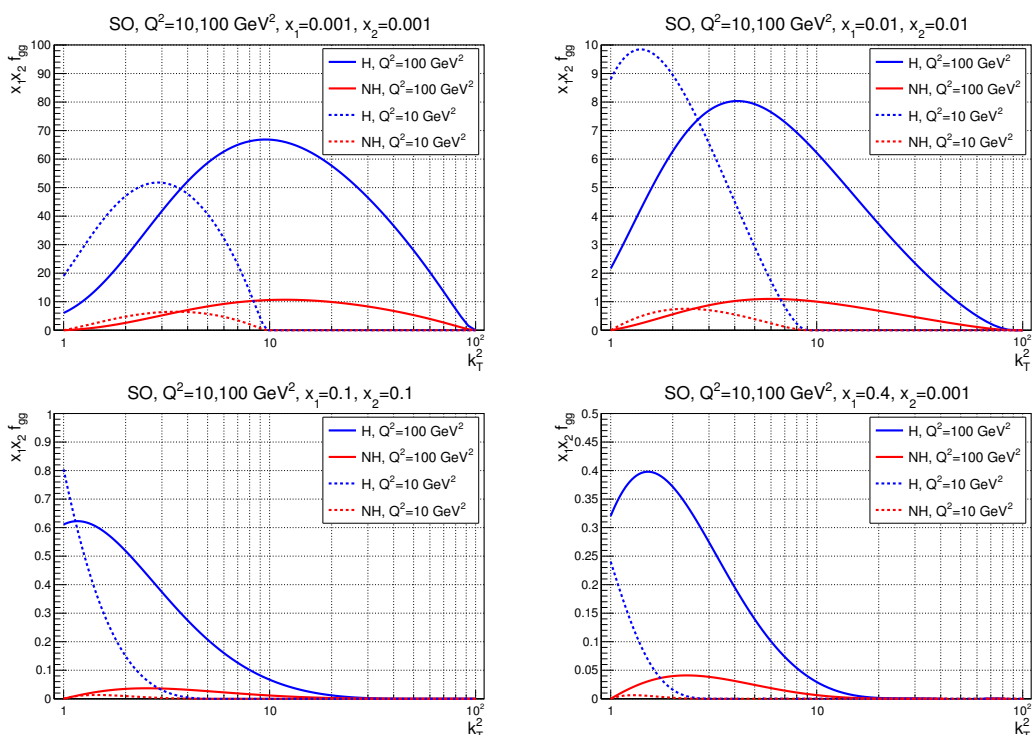 SO, Q²=10,100 GeV², x₁=0.001, x₂=0.001
x₁x₂ f_gg
100
90
80
70
60
50
40
30
20
10
0
H, Q²=100 GeV²
NH, Q²=100 GeV²
H, Q²=10 GeV²
NH, Q²=10 GeV²
1 10 10²
k_T²
SO, Q²=10,100 GeV², x₁=0.01, x₂=0.01
x₁x₂ f_gg
10
9
8
7
6
5
4
3
2
1
0
H, Q²=100 GeV²
NH, Q²=100 GeV²
H, Q²=10 GeV²
NH, Q²=10 GeV²
1 10 10²
k_T²
SO, Q²=10,100 GeV², x₁=0.1, x₂=0.1
x₁x₂ f_gg
1
0.9
0.8
0.7
0.6
0.5
0.4
0.3
0.2
0.1
0
H, Q²=100 GeV²
NH, Q²=100 GeV²
H, Q²=10 GeV²
NH, Q²=10 GeV²
1 10 10²
k_T²
SO, Q²=10,100 GeV², x₁=0.4, x₂=0.001
x₁x₂ f_gg
0.5
0.45
0.4
0.35
0.3
0.25
0.2
0.15
0.1
0.05
0
H, Q²=100 GeV²
NH, Q²=100 GeV²
H, Q²=10 GeV²
NH, Q²=10 GeV²
1 10 10²
k_T²